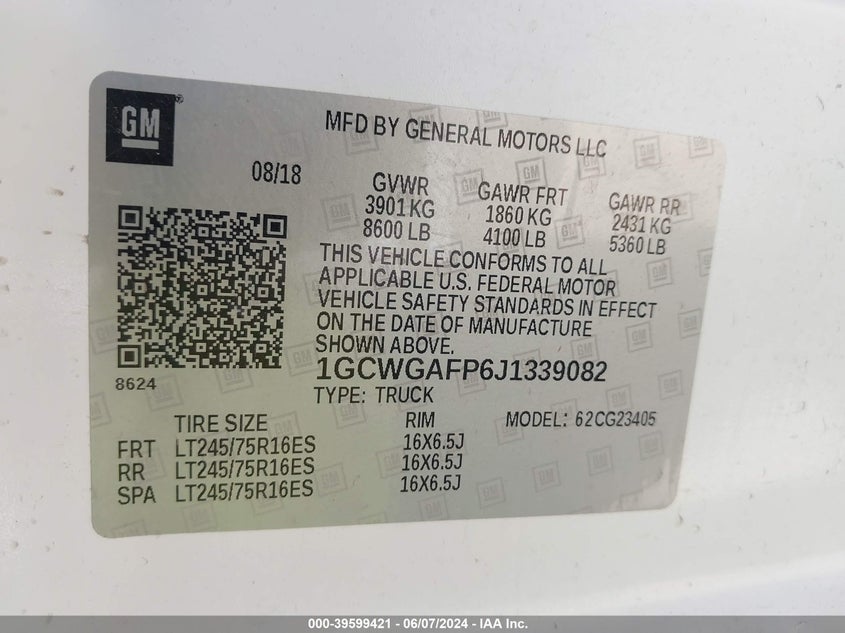 GM
MFD BY GENERAL MOTORS LLC
08/18
GVWR
3901 KG
8600 LB
GAWR FRT
1860 KG
4100 LB
GAWR RR
2431 KG
5360 LB
THIS VEHICLE CONFORMS TO ALL
APPLICABLE U.S. FEDERAL MOTOR
VEHICLE SAFETY STANDARDS IN EFFECT
ON THE DATE OF MANUFACTURE
SHOWN ABOVE.
1GCWGAFP6J1339082
8624
TYPE: TRUCK
TIRE SIZE RIM MODEL: 62CG23405
FRT LT245/75R16ES 16X6.5J
RR LT245/75R16ES 16X6.5J
SPA LT245/75R16ES 16X6.5J
000-39599421 - 06/07/2024 - IAA Inc.